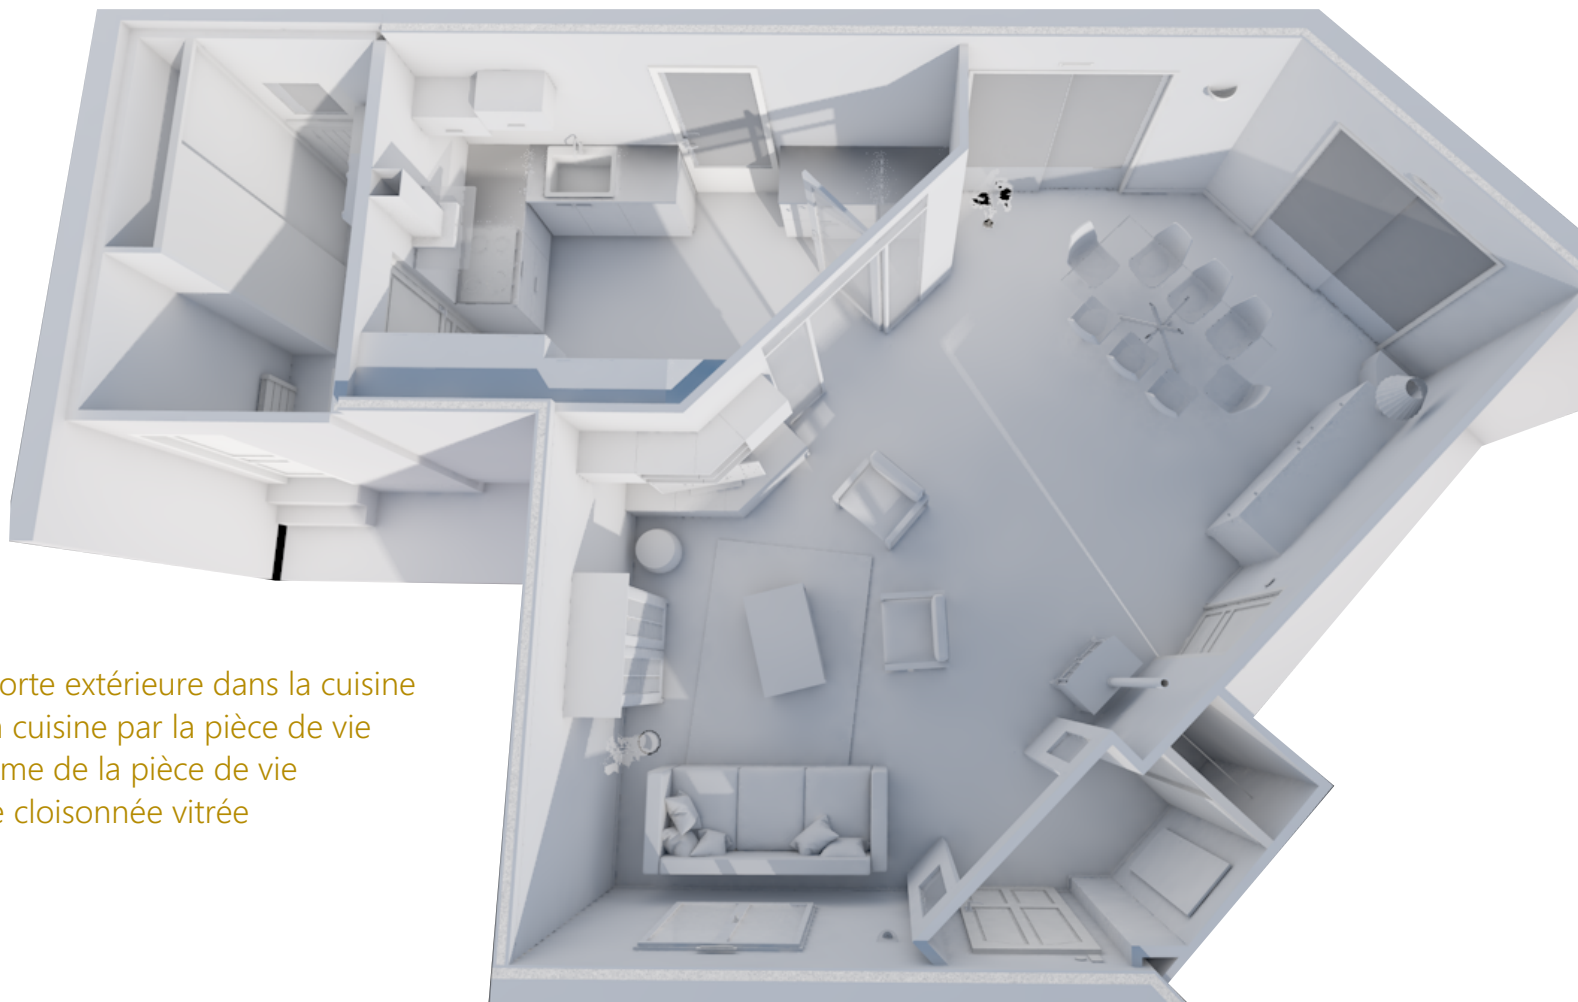 orte extérieure dans la cuisine
cuisine par la pièce de vie
me de la pièce de vie
cloisonnée vitrée